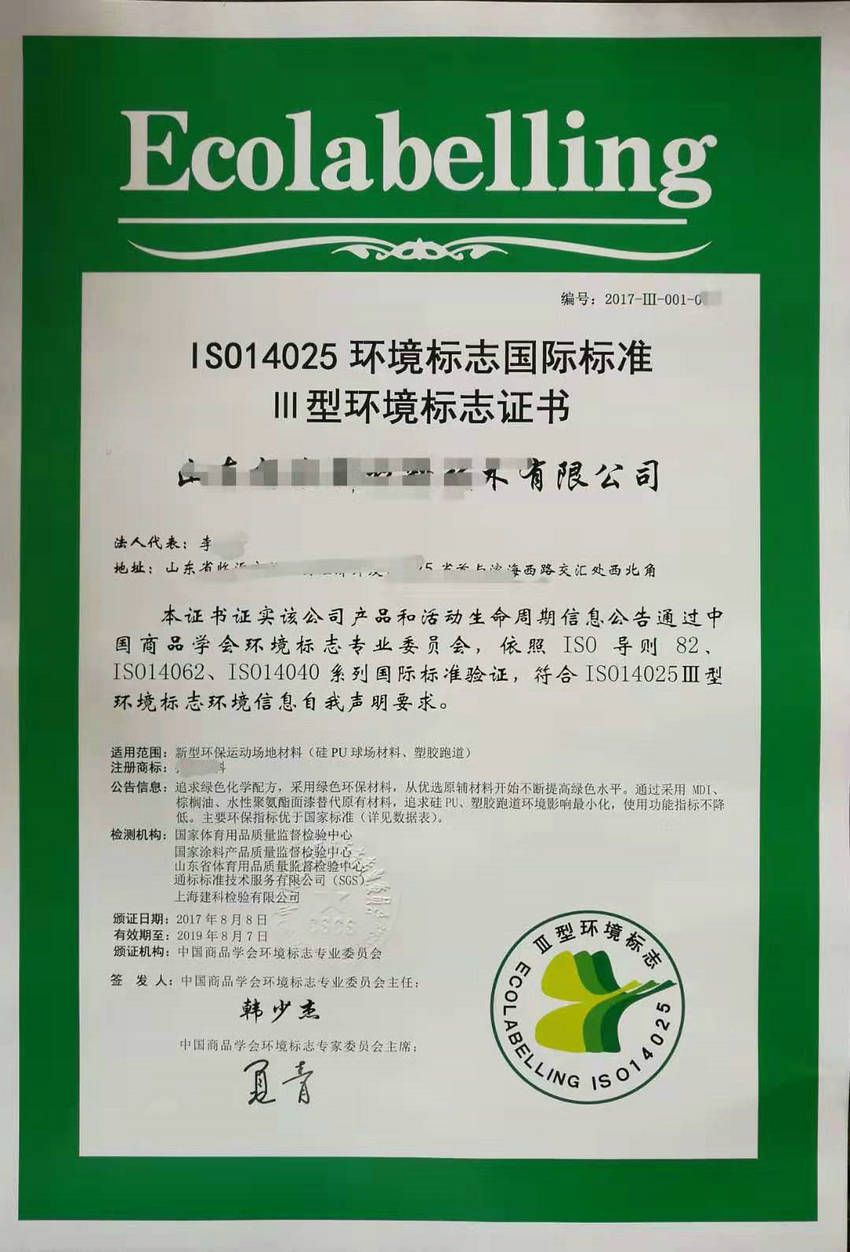 Ecolabelling
编号：2017-Ⅲ-001-0
ISO14025 环境标志国际标准
Ⅲ型环境标志证书
有限公司
法人代表：李
地址：山东省临沂 海西路交汇处西北角
本证书证实该公司产品和活动生命周期信息公告通过中
国商品学会环境标志专业委员会，依照 ISO 导则 82、
ISO14062、ISO14040 系列国际标准验证，符合 ISO14025Ⅲ型
环境标志环境信息自我声明要求。
适用范围：新型环保运动场地材料（硅 PU 球场材料、塑胶跑道）
注册商标：
公告信息：追求绿色化学配方，采用绿色环保材料，从优选原辅材料开始不断提高绿色水平。通过采用 MDI、
棕榈油、水性聚氨酯面漆替代原有材料，追求硅 PU、塑胶跑道环境影响最小化，使用功能指标不降
低。主要环保指标优于国家标准（详见数据表）。
检测机构：国家体育用品质量监督检验中心
国家涂料产品质量监督检验中心
山东省体育用品质量监督检验中心
通标标准技术服务有限公司（SGS）
上海建科检验有限公司
颁证日期：2017 年 8 月 8 日
有效期至：2019 年 8 月 7 日
颁证机构：中国商品学会环境标志专业委员会
签 发 人：中国商品学会环境标志专业委员会主任：
韩少杰
中国商品学会环境标志专家委员会主席：
夏青
Ⅲ型环境标志
ECOLABELLING ISO14025